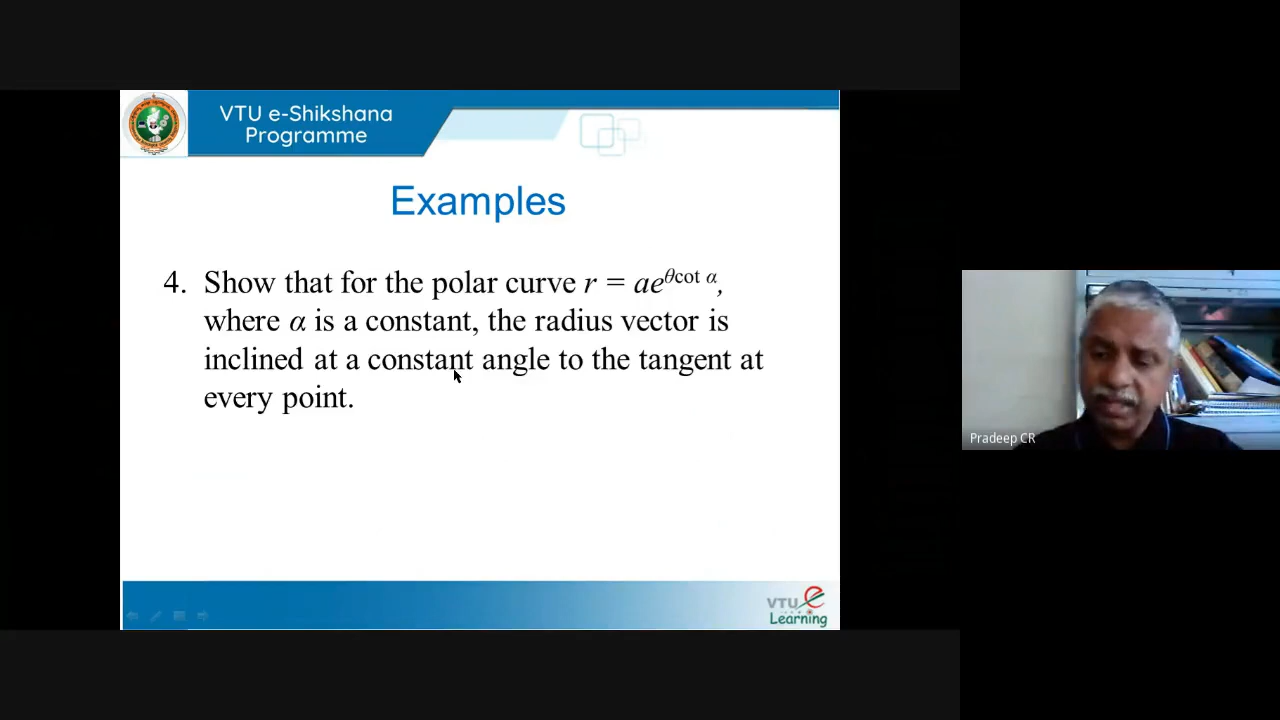 VTU e-Shikshana
Programme
Examples
4. Show that for the polar curve r = ae^{θcot α},
where α is a constant, the radius vector is
inclined at a constant angle to the tangent at
every point.
Pradeep CR
VTU e
Learning